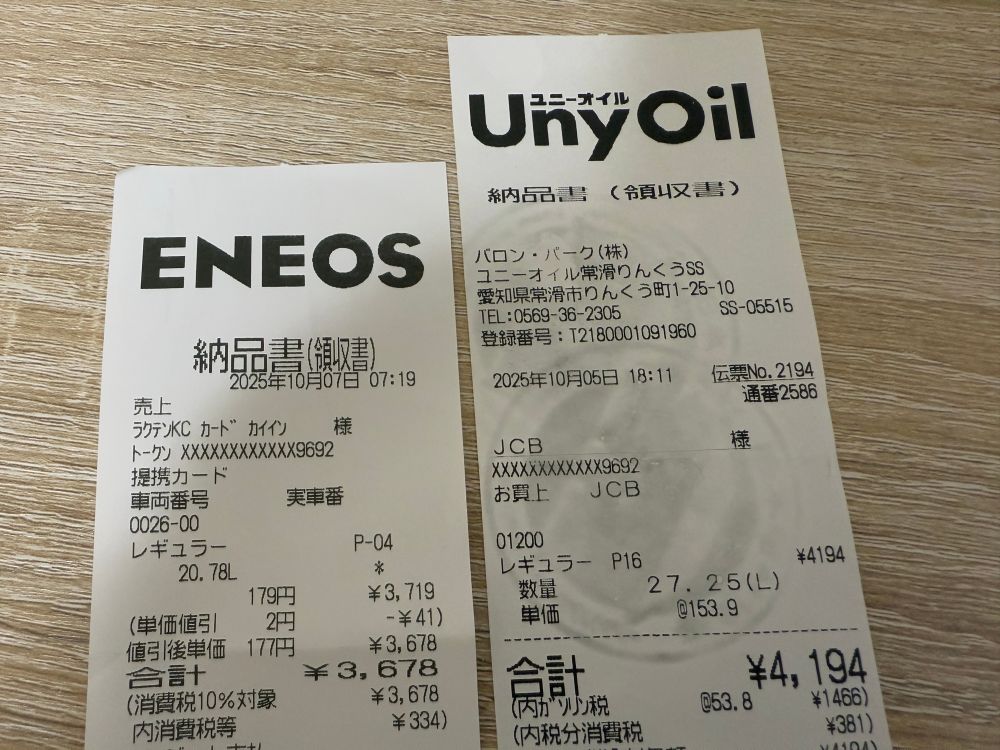 ENEOS
納品書(領収書)
2025年10月07日 07:19
売上
ラクテンKC カード カイイン 様
トークン XXXXXXXXXXXX9692
提携カード
車両番号 実車番
0026-00
レギュラー P-04
20.78L *
179円 ¥3,719
(単価値引 2円 -¥41)
値引後単価 177円 ¥3,678
合計 ¥3,678
(消費税10%対象 ¥3,678
内消費税等 ¥334)
ユニーオイル
UnyOil
納品書 (領収書)
バロン・パーク(株)
ユニーオイル常滑りんくうSS
愛知県常滑市りんくう町1-25-10
TEL:0569-36-2305 SS-05515
登録番号:T2180001091960
2025年10月05日 18:11 伝票No.2194
通番2586
JCB 様
XXXXXXXXXXXX9692
お買上 JCB
01200
レギュラー P16 ¥4194
数量 27.25(L)
単価 @153.9
合計 ¥4,194
(内ガソリン税 @53.8 ¥1466)
(内税分消費税 ¥381)